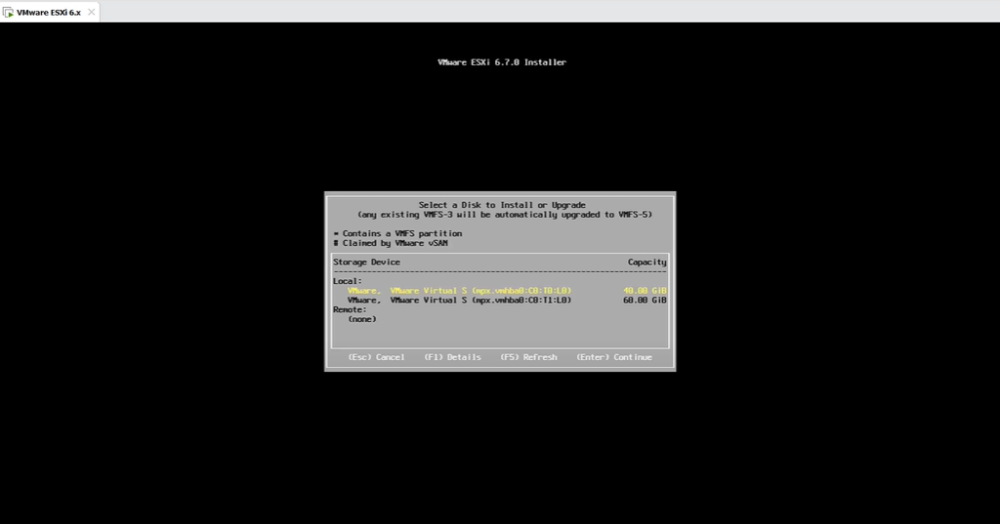 VMware ESXi 6.x
VMware ESXi 6.7.0 Installer
Select a Disk to Install or Upgrade
(any existing VMFS-3 will be automatically upgraded to VMFS-5)
* Contains a VMFS partition
# Claimed by VMware vSAN
Storage Device Capacity
Local:
VMware, VMware Virtual S (mpx.vmhba0:C0:T0:L0) 40.00 GiB
VMware, VMware Virtual S (mpx.vmhba0:C0:T1:L0) 60.00 GiB
Remote:
(none)
(Esc) Cancel (F1) Details (F5) Refresh (Enter) Continue